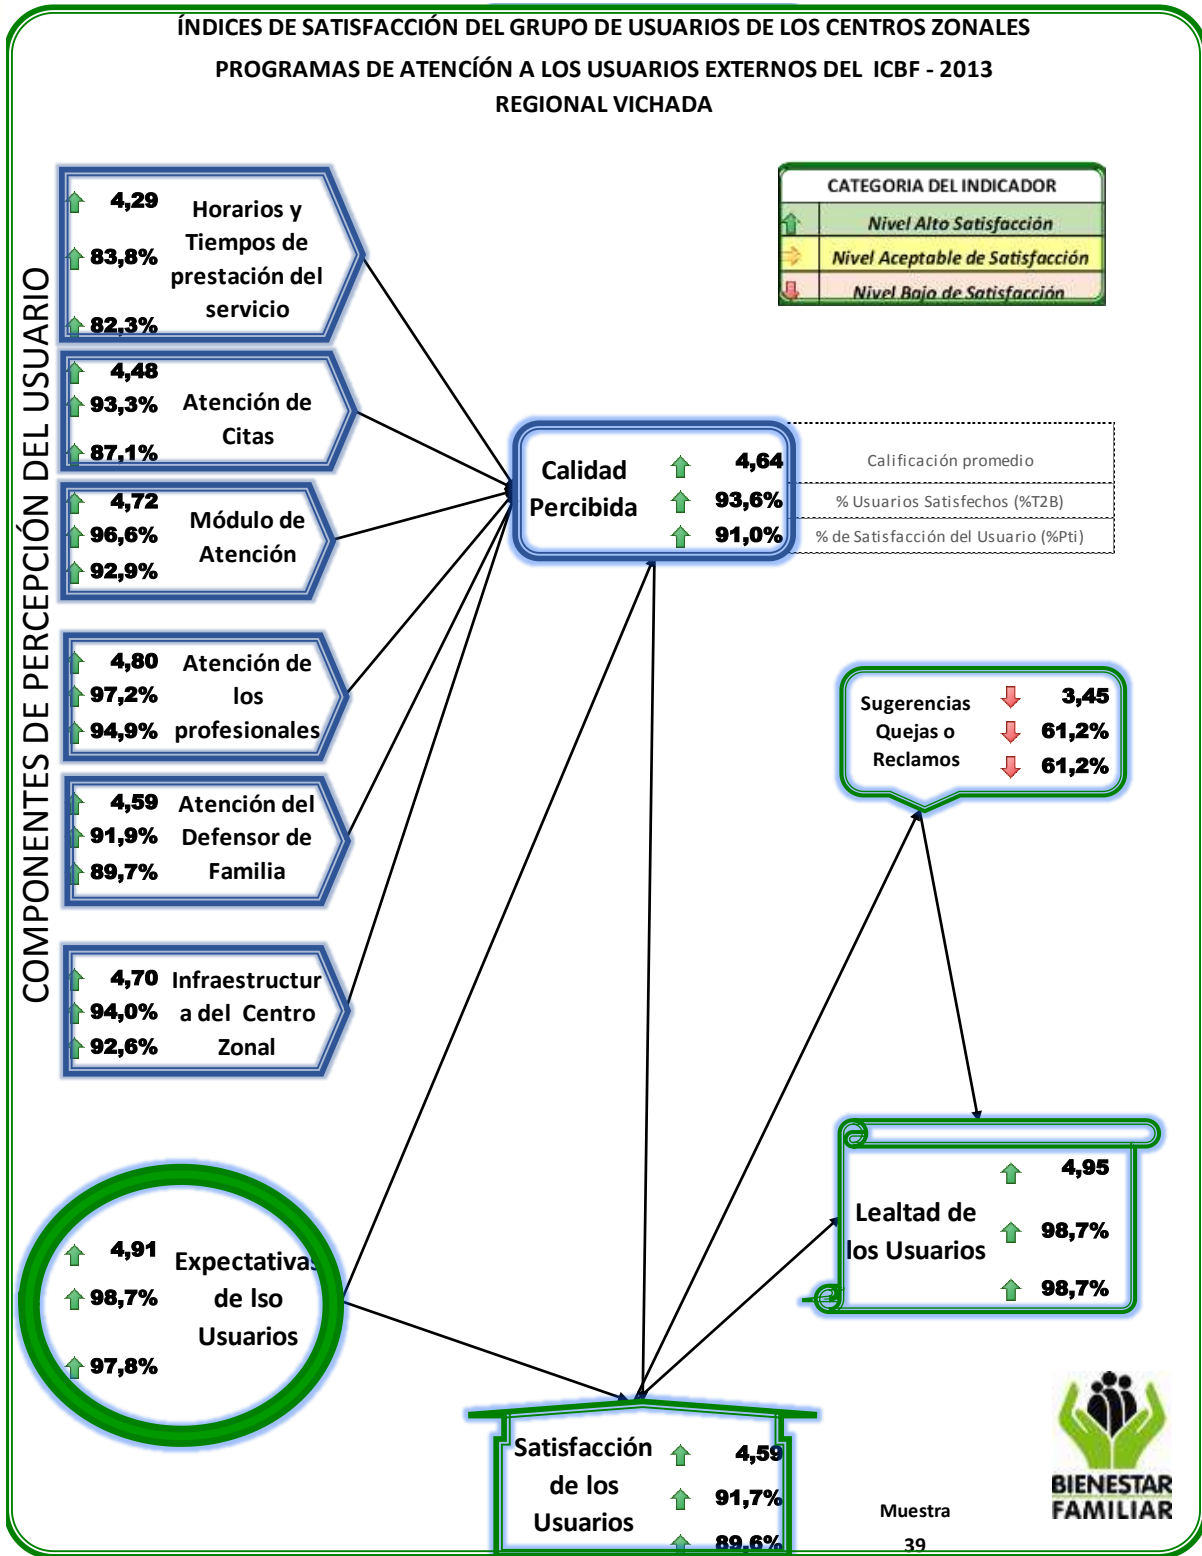 ÍNDICES DE SATISFACCIÓN DEL GRUPO DE USUARIOS DE LOS CENTROS ZONALES
PROGRAMAS DE ATENCÍÓN A LOS USUARIOS EXTERNOS DEL ICBF - 2013
REGIONAL VICHADA
CATEGORIA DEL INDICADOR
Nivel Alto Satisfacción
Nivel Aceptable de Satisfacción
Nivel Bajo de Satisfacción
COMPONENTES DE PERCEPCIÓN DEL USUARIO
4,29
83,8%
82,3%
Horarios y
Tiempos de
prestación del
servicio
4,48
93,3%
87,1%
Atención de
Citas
4,72
96,6%
92,9%
Módulo de
Atención
4,80
97,2%
94,9%
Atención de
los
profesionales
4,59
91,9%
89,7%
Atención del
Defensor de
Familia
4,70
94,0%
92,6%
Infraestructur
a del Centro
Zonal
Calidad
Percibida
4,64
93,6%
91,0%
Calificación promedio
% Usuarios Satisfechos (%T2B)
% de Satisfacción del Usuario (%Pti)
Sugerencias
Quejas o
Reclamos
3,45
61,2%
61,2%
Lealtad de
los Usuarios
4,95
98,7%
98,7%
4,91
98,7%
97,8%
Expectativas
de lso
Usuarios
Satisfacción
de los
Usuarios
4,59
91,7%
89,6%
Muestra
39
BIENESTAR
FAMILIAR